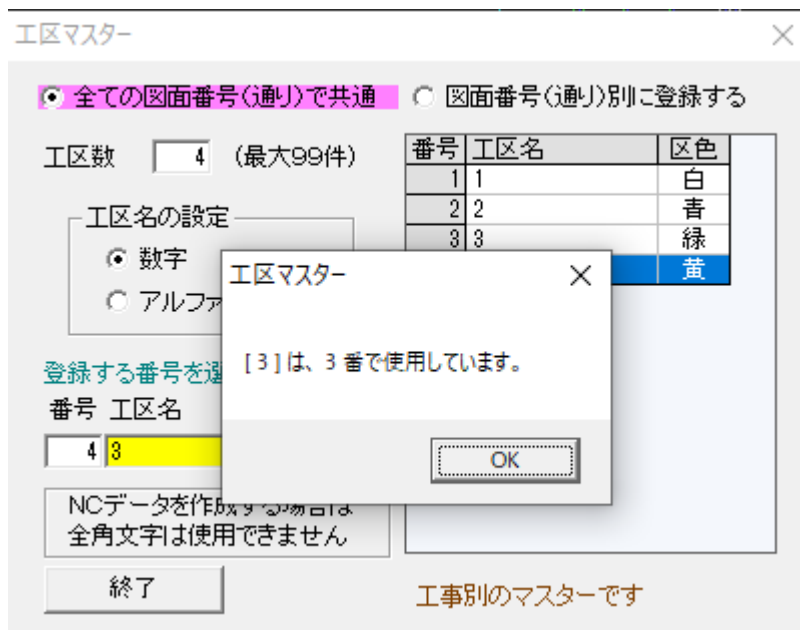 工区マスター
全ての図面番号(通り)で共通 図面番号(通り)別に登録する
工区数 4 (最大99件)
番号 工区名 区色
1 1 白
2 2 青
3 3 緑
黄
工区名の設定
数字
アルファ
工区マスター
[3]は、3 番で使用しています。
OK
登録する番号を選
番号 工区名
4 3
NCデータを作成する場合は
全角文字は使用できません
終了
工事別のマスターです